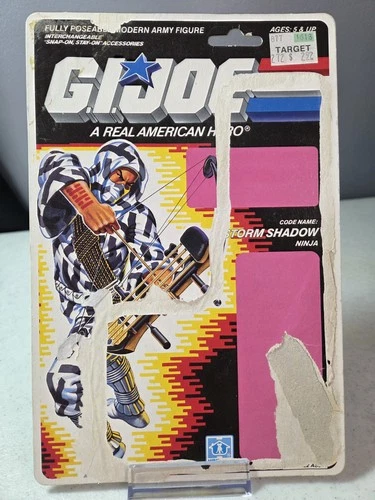 FULLY POSEABLE MODERN ARMY FIGURE
INTERCHANGEABLE
"SNAP-ON, STAY-ON" ACCESSORIES
AGES: 5 & UP
TARGET
G.I.JOE
A REAL AMERICAN H RO®
CODE NAME:
STORM SHADOW
NINJA